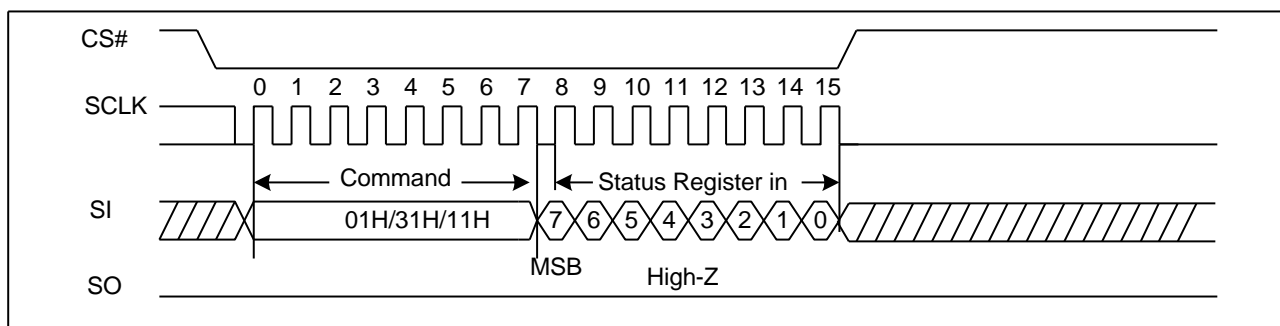 CS#
0 1 2 3 4 5 6 7 8 9 10 11 12 13 14 15
SCLK
Command Status Register in
SI 01H/31H/11H 7 6 5 4 3 2 1 0
MSB High-Z
SO